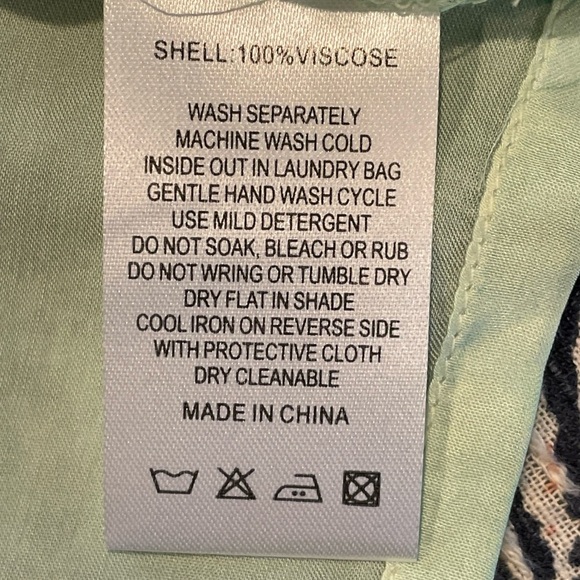 SHELL:100%VISCOSE
WASH SEPARATELY
MACHINE WASH COLD
INSIDE OUT IN LAUNDRY BAG
GENTLE HAND WASH CYCLE
USE MILD DETERGENT
DO NOT SOAK, BLEACH OR RUB
DO NOT WRING OR TUMBLE DRY
DRY FLAT IN SHADE
COOL IRON ON REVERSE SIDE
WITH PROTECTIVE CLOTH
DRY CLEANABLE
MADE IN CHINA